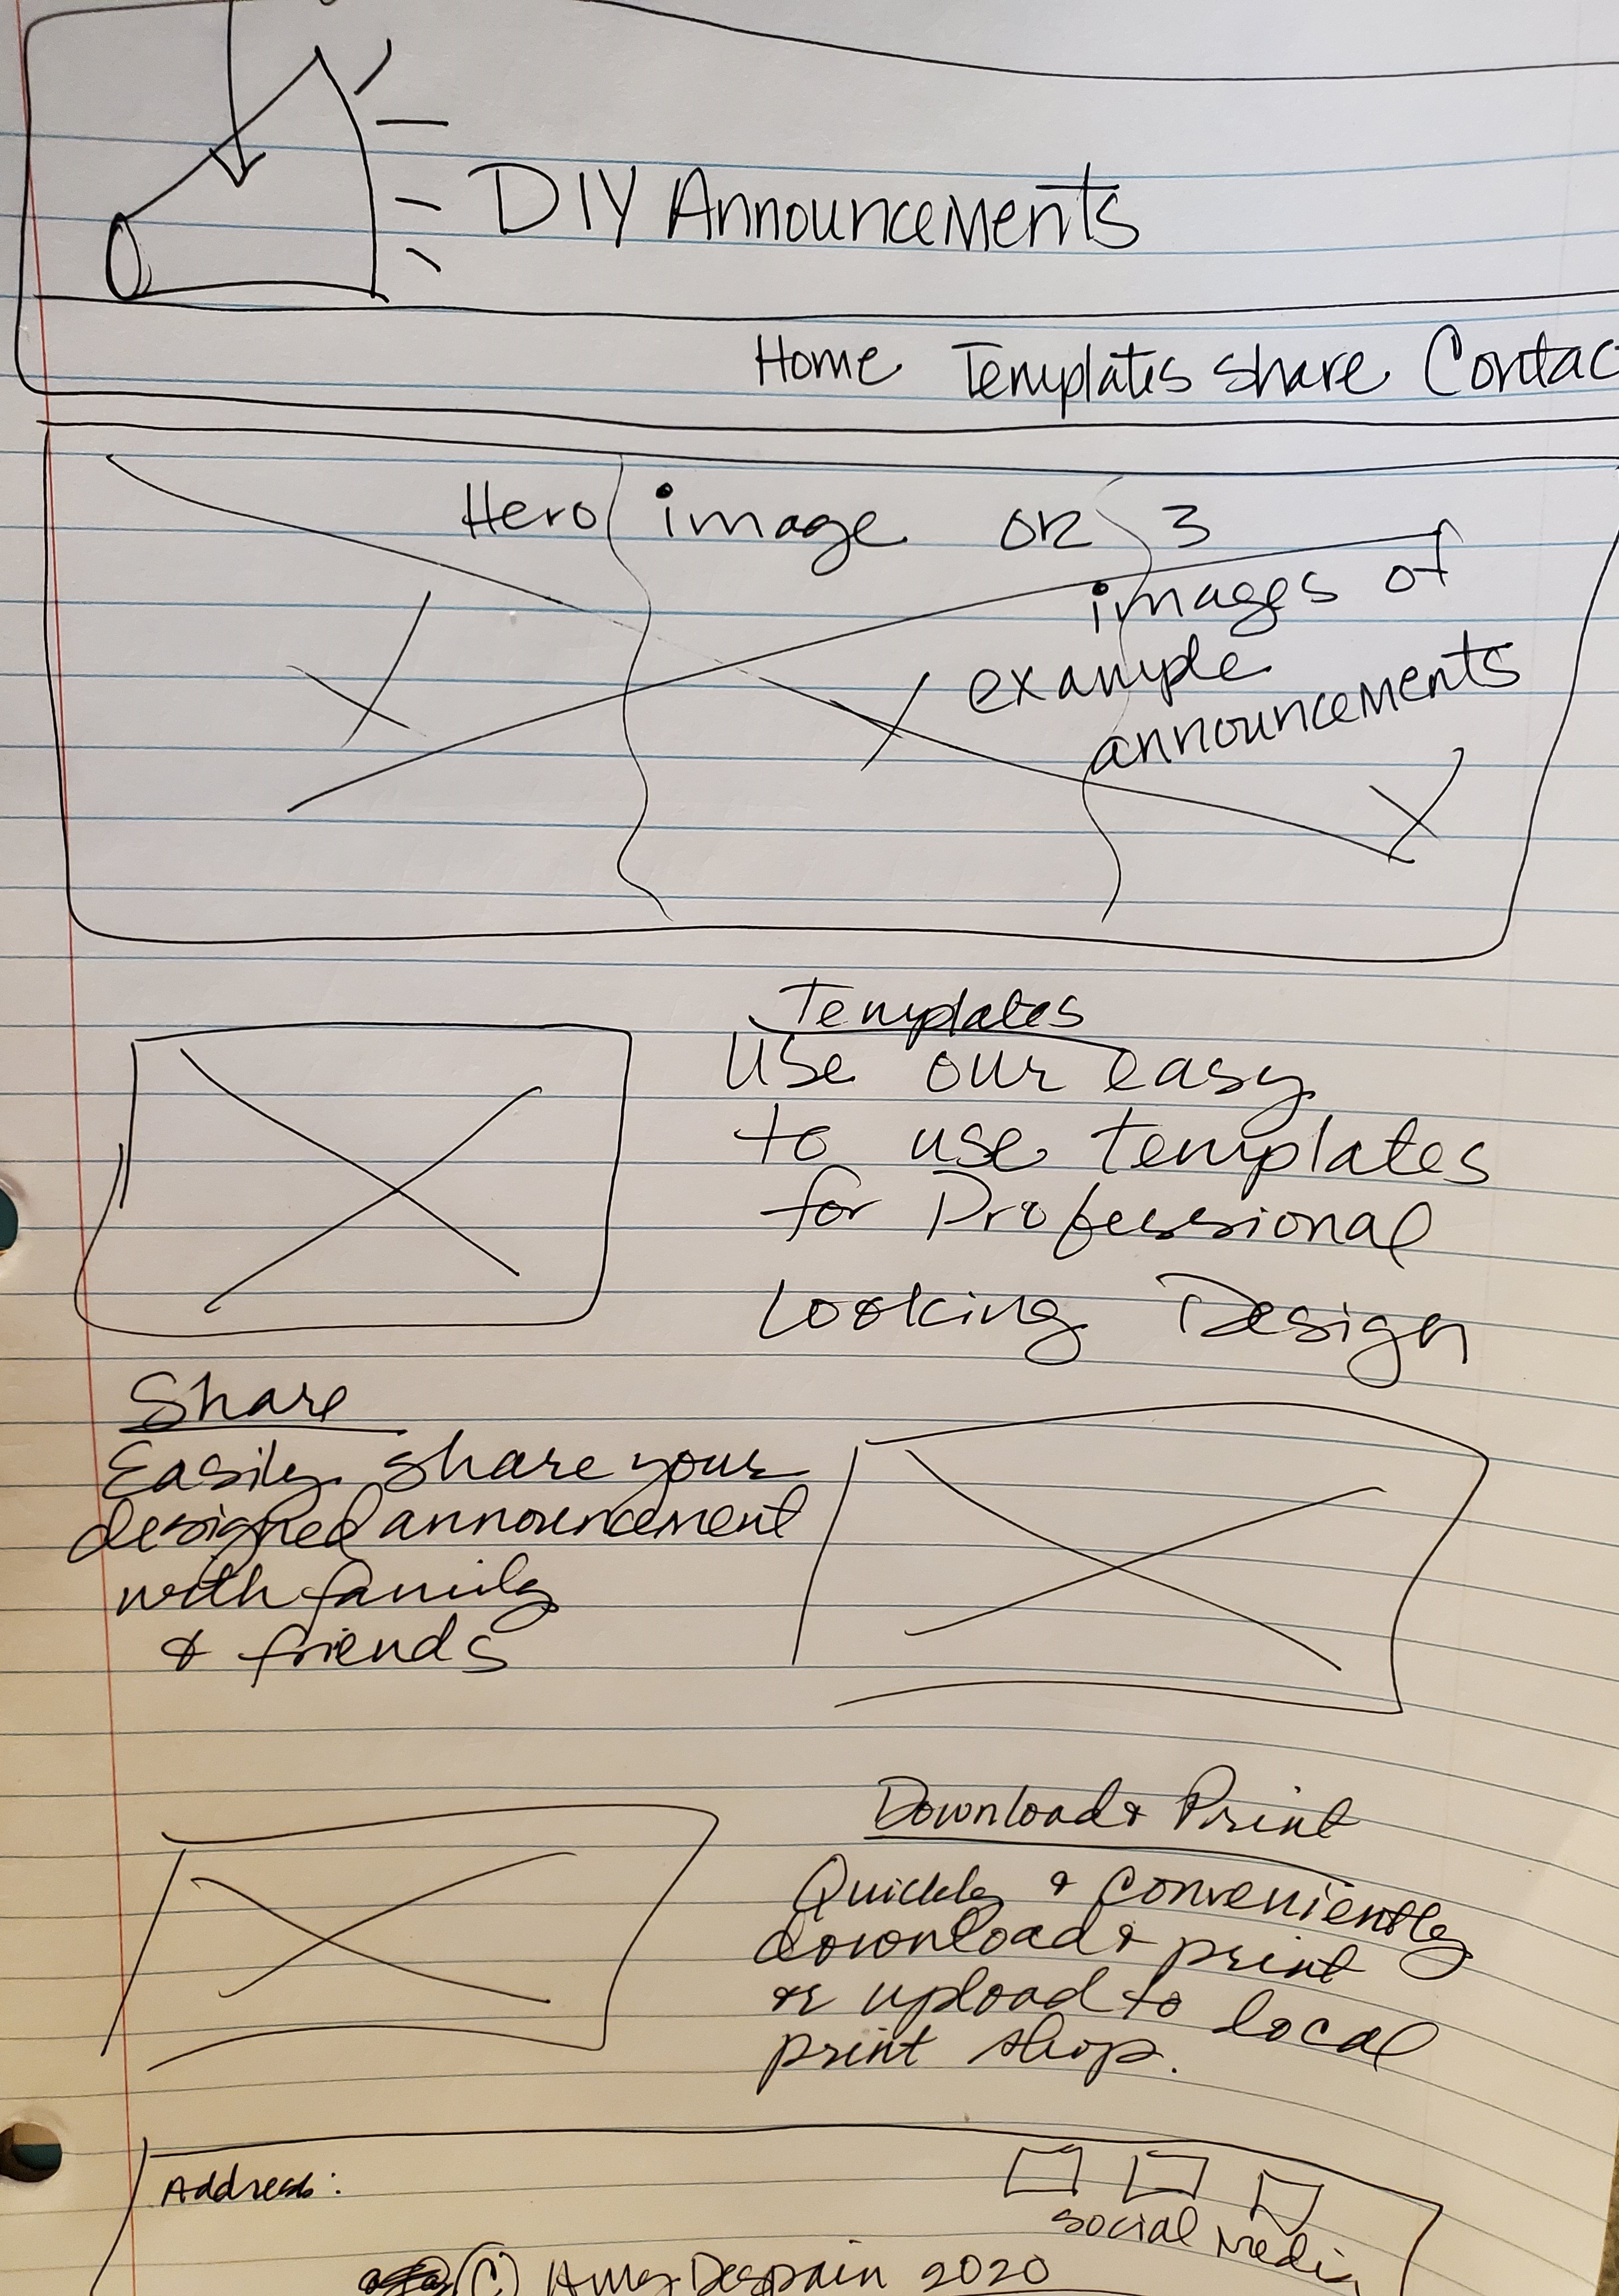 DIY Announcements
Home Templates Share Contac
Hero image or 3
images of
example
announcements
Templates
Use our easy
to use templates
for Professional
Looking Design
Share
Easily share your
designed announcement
with family
& friends
Download & Print
Quickly & Conveniently
download & print
or upload to local
print shop.
Address:
social media
(C) Amy Despain 2020